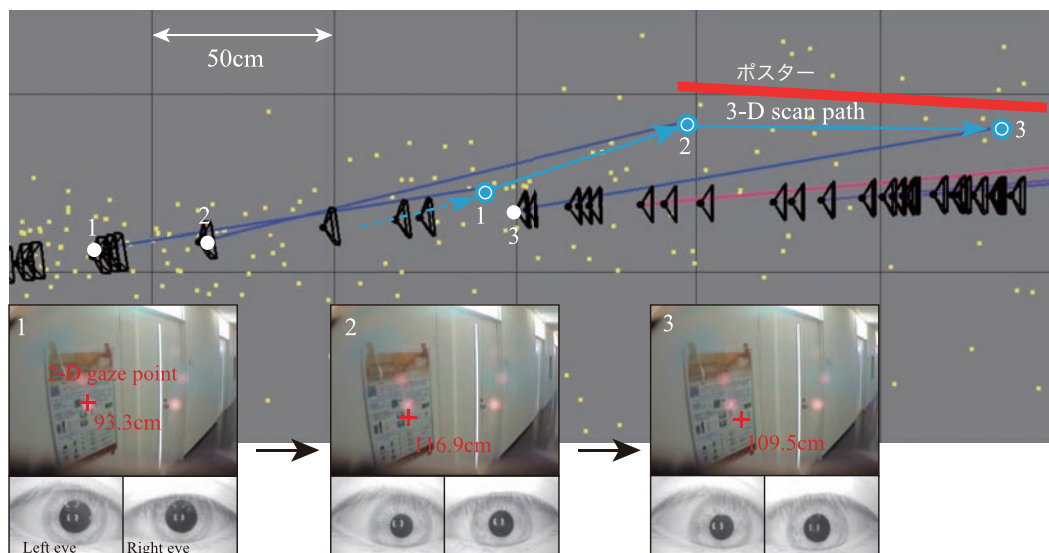 50cm
ポスター
3-D scan path
1
2
3
1
2
3
1
2-D gaze point
93.3cm
2
116.9cm
3
109.5cm
Left eye
Right eye